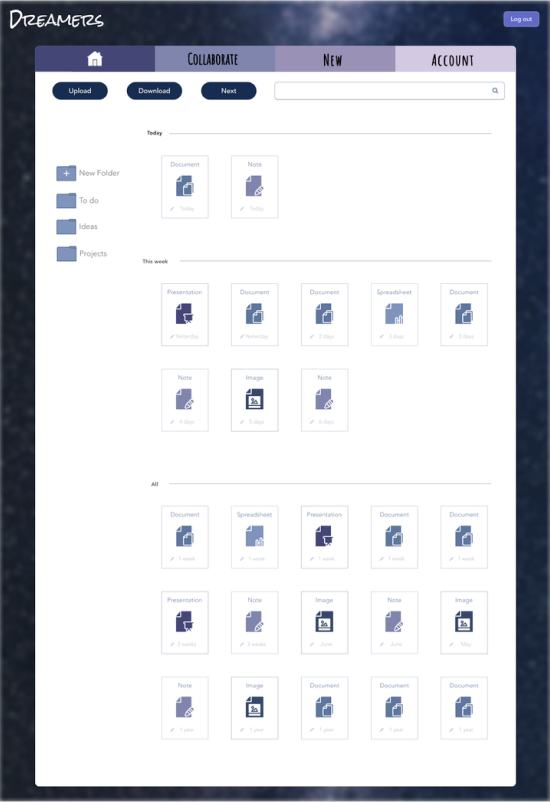 Dreamers
Log out
Collaborate New Account
Upload Download Next
Today
Document Note
Today Today
New Folder
To do
Ideas
Projects
This week
Presentation Document Document Spreadsheet Document
Yesterday Yesterday 2 days 3 days 3 days
Note Image Note
4 days 5 days 6 days
All
Document Spreadsheet Presentation Document Document
1 week 1 week 1 week 1 week 1 week
Presentation Note Image Note Image
3 weeks June June May
Note Image Document Document Document
1 year 1 year 1 year 1 year 1 year